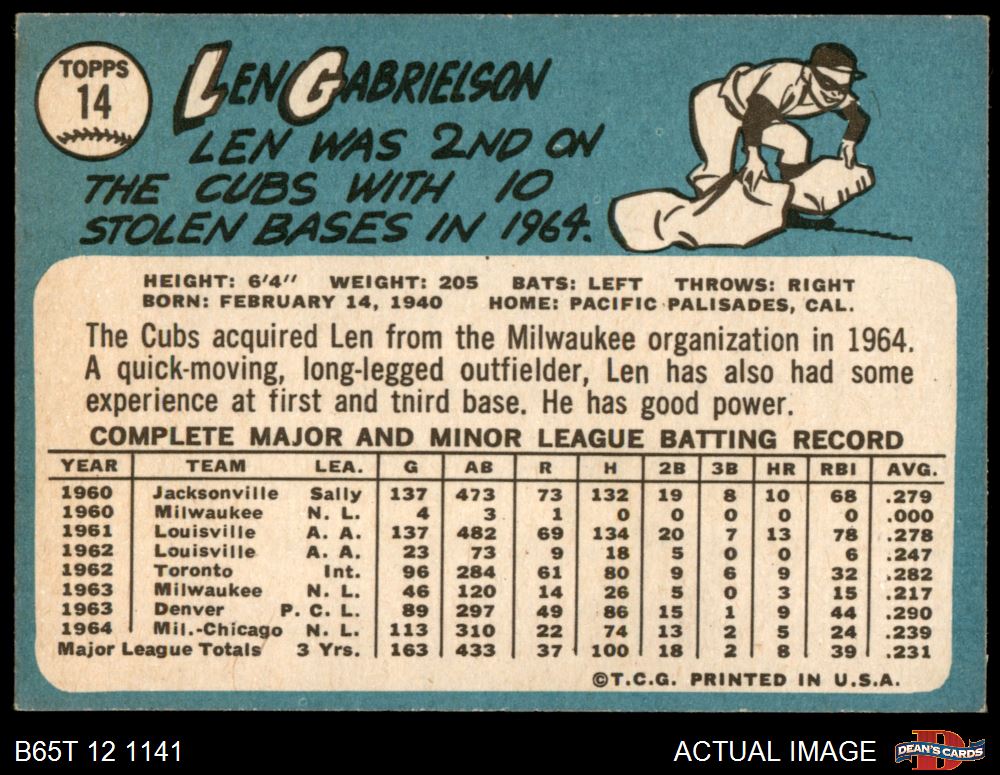 TOPPS
14
LEN GABRIELSON
LEN WAS 2ND ON
THE CUBS WITH 10
STOLEN BASES IN 1964.
HEIGHT: 6'4" WEIGHT: 205 BATS: LEFT THROWS: RIGHT
BORN: FEBRUARY 14, 1940 HOME: PACIFIC PALISADES, CAL.
The Cubs acquired Len from the Milwaukee organization in 1964.
A quick-moving, long-legged outfielder, Len has also had some
experience at first and tnird base. He has good power.
COMPLETE MAJOR AND MINOR LEAGUE BATTING RECORD
YEAR TEAM LEA. G AB R H 2B 3B HR RBI AVG.
1960 Jacksonville Sally 137 473 73 132 19 8 10 68 .279
1960 Milwaukee N. L. 4 3 1 0 0 0 0 0 .000
1961 Louisville A. A. 137 482 69 134 20 7 13 78 .278
1962 Louisville A. A. 23 73 9 18 5 0 0 6 .247
1962 Toronto Int. 96 284 61 80 9 6 9 32 .282
1963 Milwaukee N. L. 46 120 14 26 5 0 3 15 .217
1963 Denver P. C. L. 89 297 49 86 15 1 9 44 .290
1964 Mil.-Chicago N. L. 113 310 22 74 13 2 5 24 .239
Major League Totals 3 Yrs. 163 433 37 100 18 2 8 39 .231
©T.C.G. PRINTED IN U.S.A.
B65T 12 1141
ACTUAL IMAGE
D
DEAN'S CARDS